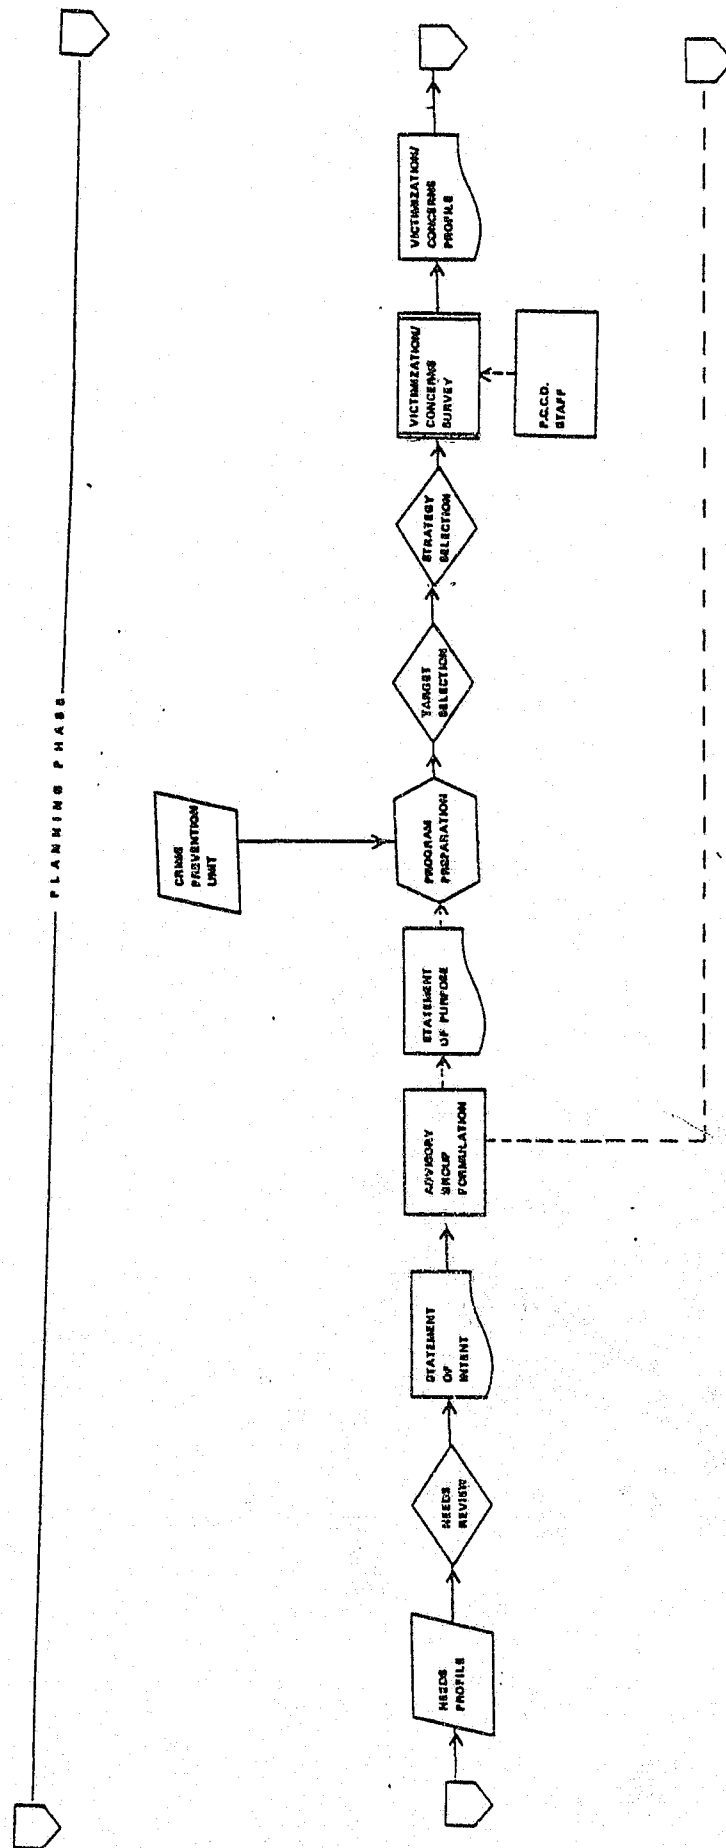 PLANNING PHASE
CRIME
PREVENTION
UNIT
NEEDS
PROFILE
NEEDS
REVIEW
STATEMENT
OF
INTENT
ADVISORY
GROUP
FORMULATION
STATEMENT
OF PURPOSE
PROGRAM
PREPARATION
TARGET
SELECTION
STRATEGY
SELECTION
VICTIMIZATION/
CONCERNS
SURVEY
VICTIMIZATION/
CONCERNS
PROFILE
P.C.C.D.
STAFF